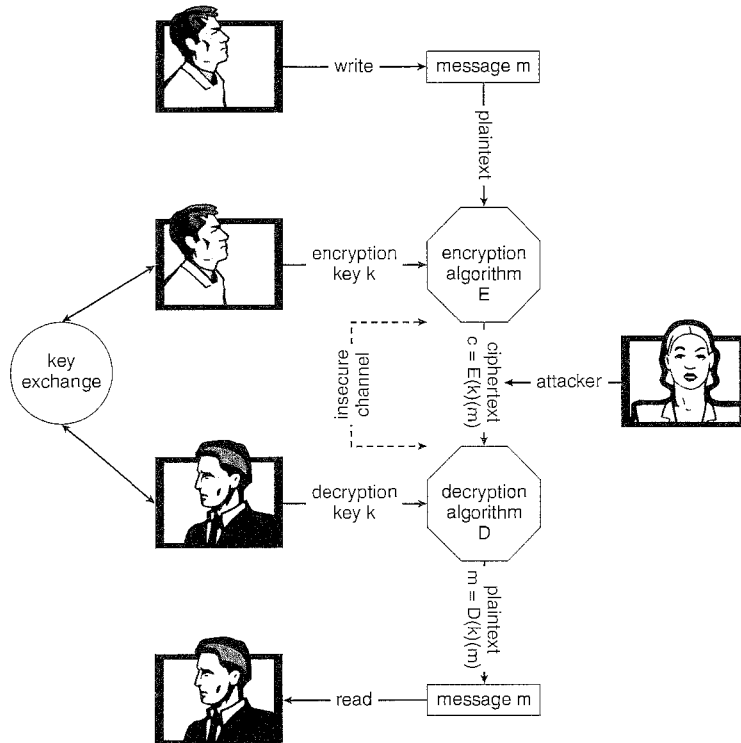 write
message m
plaintext
encryption
key k
encryption
algorithm
E
key
exchange
insecure
channel
ciphertext
c = E(k)(m)
attacker
decryption
key k
decryption
algorithm
D
plaintext
m = D(k)(m)
read
message m